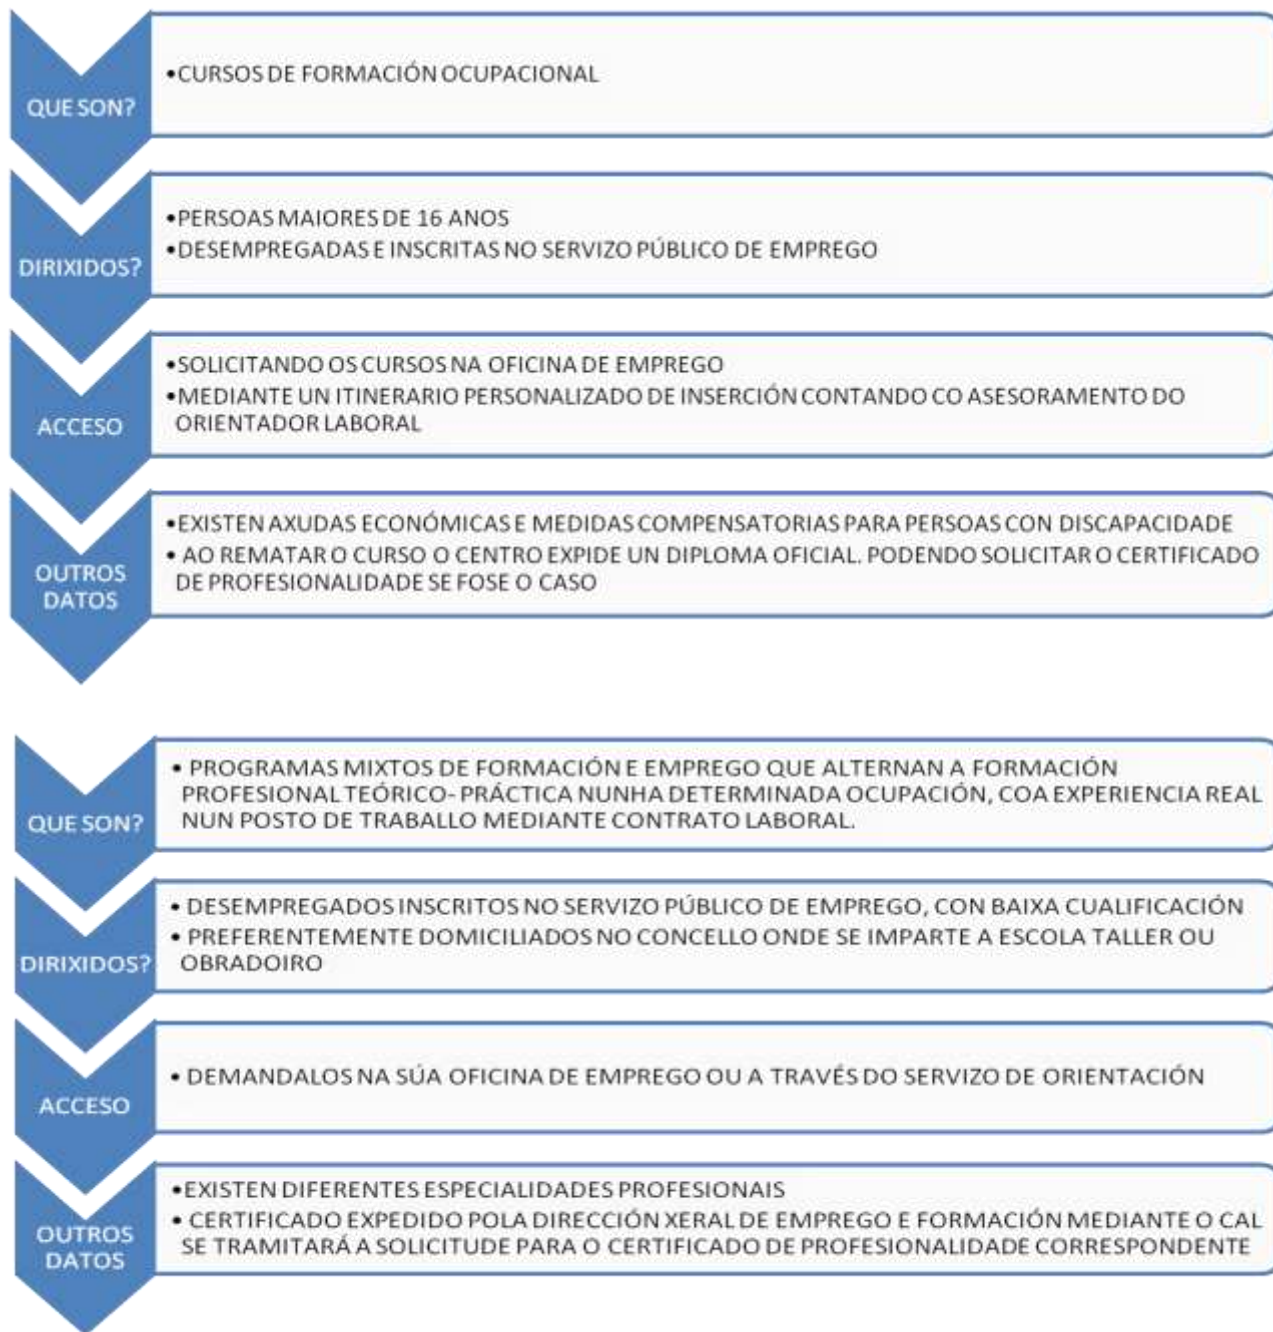 QUE SON?
•CURSOS DE FORMACIÓN OCUPACIONAL
DIRIXIDOS?
•PERSOAS MAIORES DE 16 ANOS
•DESEMPREGADAS E INSCRITAS NO SERVIZO PÚBLICO DE EMPREGO
ACCESO
•SOLICITANDO OS CURSOS NA OFICINA DE EMPREGO
•MEDIANTE UN ITINERARIO PERSONALIZADO DE INSERCIÓN CONTANDO CO ASESORAMENTO DO
ORIENTADOR LABORAL
OUTROS
DATOS
•EXISTEN AXUDAS ECONÓMICAS E MEDIDAS COMPENSATORIAS PARA PERSOAS CON DISCAPACIDADE
• AO REMATAR O CURSO O CENTRO EXPIDE UN DIPLOMA OFICIAL. PODENDO SOLICITAR O CERTIFICADO
DE PROFESIONALIDADE SE FOSE O CASO
QUE SON?
• PROGRAMAS MIXTOS DE FORMACIÓN E EMPREGO QUE ALTERNAN A FORMACIÓN
PROFESIONAL TEÓRICO- PRÁCTICA NUNHA DETERMINADA OCUPACIÓN, COA EXPERIENCIA REAL
NUN POSTO DE TRABALLO MEDIANTE CONTRATO LABORAL.
DIRIXIDOS?
• DESEMPREGADOS INSCRITOS NO SERVIZO PÚBLICO DE EMPREGO, CON BAIXA CUALIFICACIÓN
• PREFERENTEMENTE DOMICILIADOS NO CONCELLO ONDE SE IMPARTE A ESCOLA TALLER OU
OBRADOIRO
ACCESO
• DEMANDALOS NA SÚA OFICINA DE EMPREGO OU A TRAVÉS DO SERVIZO DE ORIENTACIÓN
OUTROS
DATOS
•EXISTEN DIFERENTES ESPECIALIDADES PROFESIONAIS
• CERTIFICADO EXPEDIDO POLA DIRECCIÓN XERAL DE EMPREGO E FORMACIÓN MEDIANTE O CAL
SE TRAMITARÁ A SOLICITUDE PARA O CERTIFICADO DE PROFESIONALIDADE CORRESPONDENTE